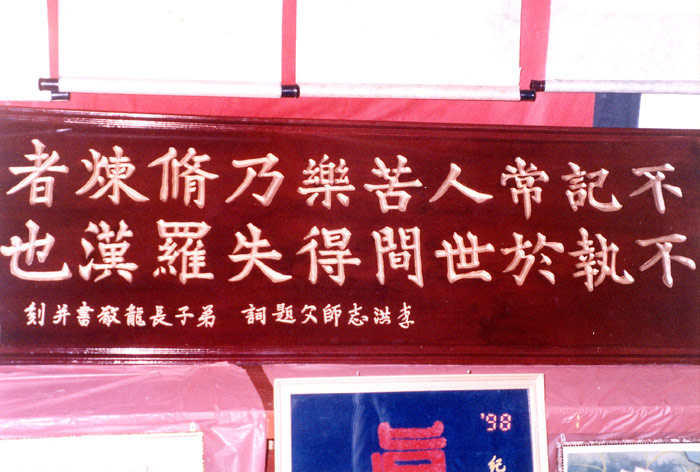 不記常人苦樂乃脩煉者
不執於世間得失羅漢也
李洪志師父題詞 弟子長龍敬書并刻
'98
紀